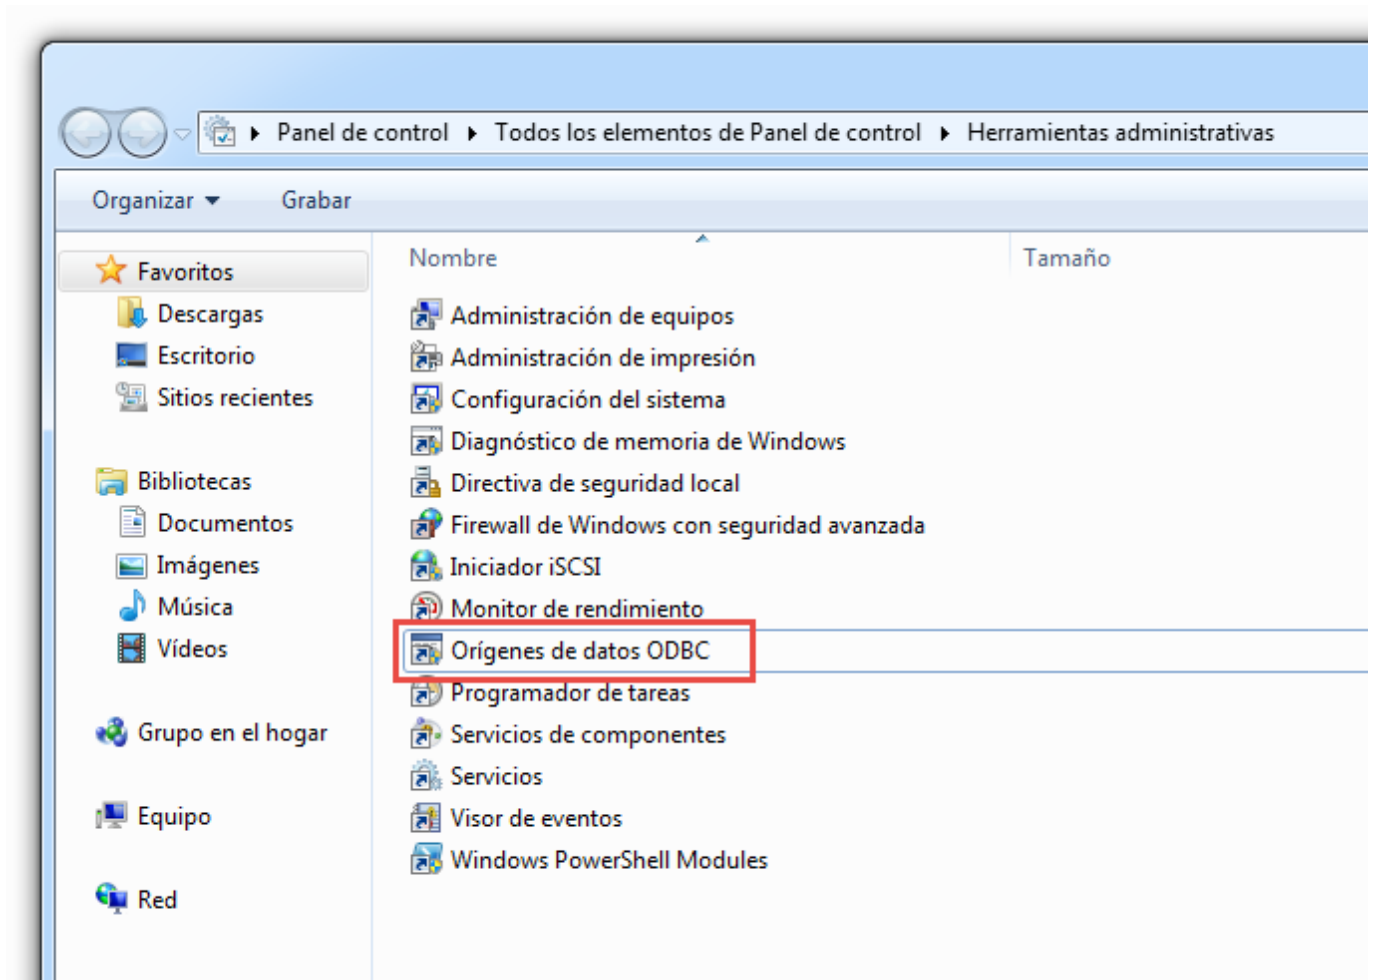 Panel de control Todos los elementos de Panel de control Herramientas administrativas
Organizar Grabar
Nombre Tamaño
Favoritos
Descargas
Escritorio
Sitios recientes
Bibliotecas
Documentos
Imágenes
Música
Vídeos
Grupo en el hogar
Equipo
Red
Administración de equipos
Administración de impresión
Configuración del sistema
Diagnóstico de memoria de Windows
Directiva de seguridad local
Firewall de Windows con seguridad avanzada
Iniciador iSCSI
Monitor de rendimiento
Orígenes de datos ODBC
Programador de tareas
Servicios de componentes
Servicios
Visor de eventos
Windows PowerShell Modules